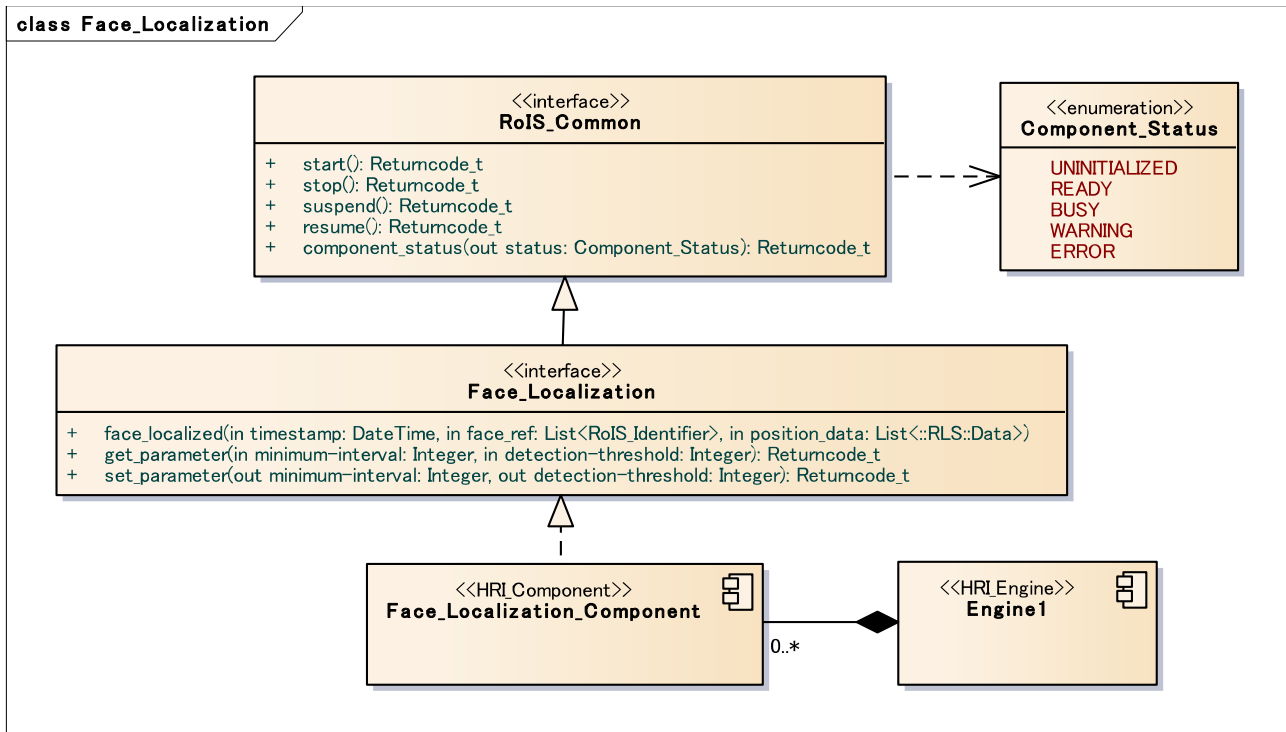 class Face_Localization
<<interface>>
RoIS_Common
+ start(): Returncode_t
+ stop(): Returncode_t
+ suspend(): Returncode_t
+ resume(): Returncode_t
+ component_status(out status: Component_Status): Returncode_t
<<enumeration>>
Component_Status
UNINITIALIZED
READY
BUSY
WARNING
ERROR
<<interface>>
Face_Localization
+ face_localized(in timestamp: DateTime, in face_ref: List<RoIS_Identifier>, in position_data: List<::RLS::Data>)
+ get_parameter(in minimum-interval: Integer, in detection-threshold: Integer): Returncode_t
+ set_parameter(out minimum-interval: Integer, out detection-threshold: Integer): Returncode_t
<<HRI_Component>>
Face_Localization_Component
0..*
<<HRI_Engine>>
Engine1